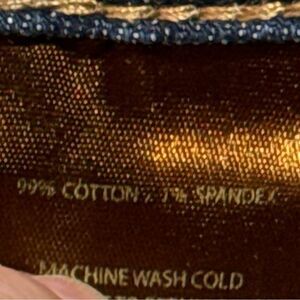 99% COTTON, 1% SPANDEX
MACHINE WASH COLD